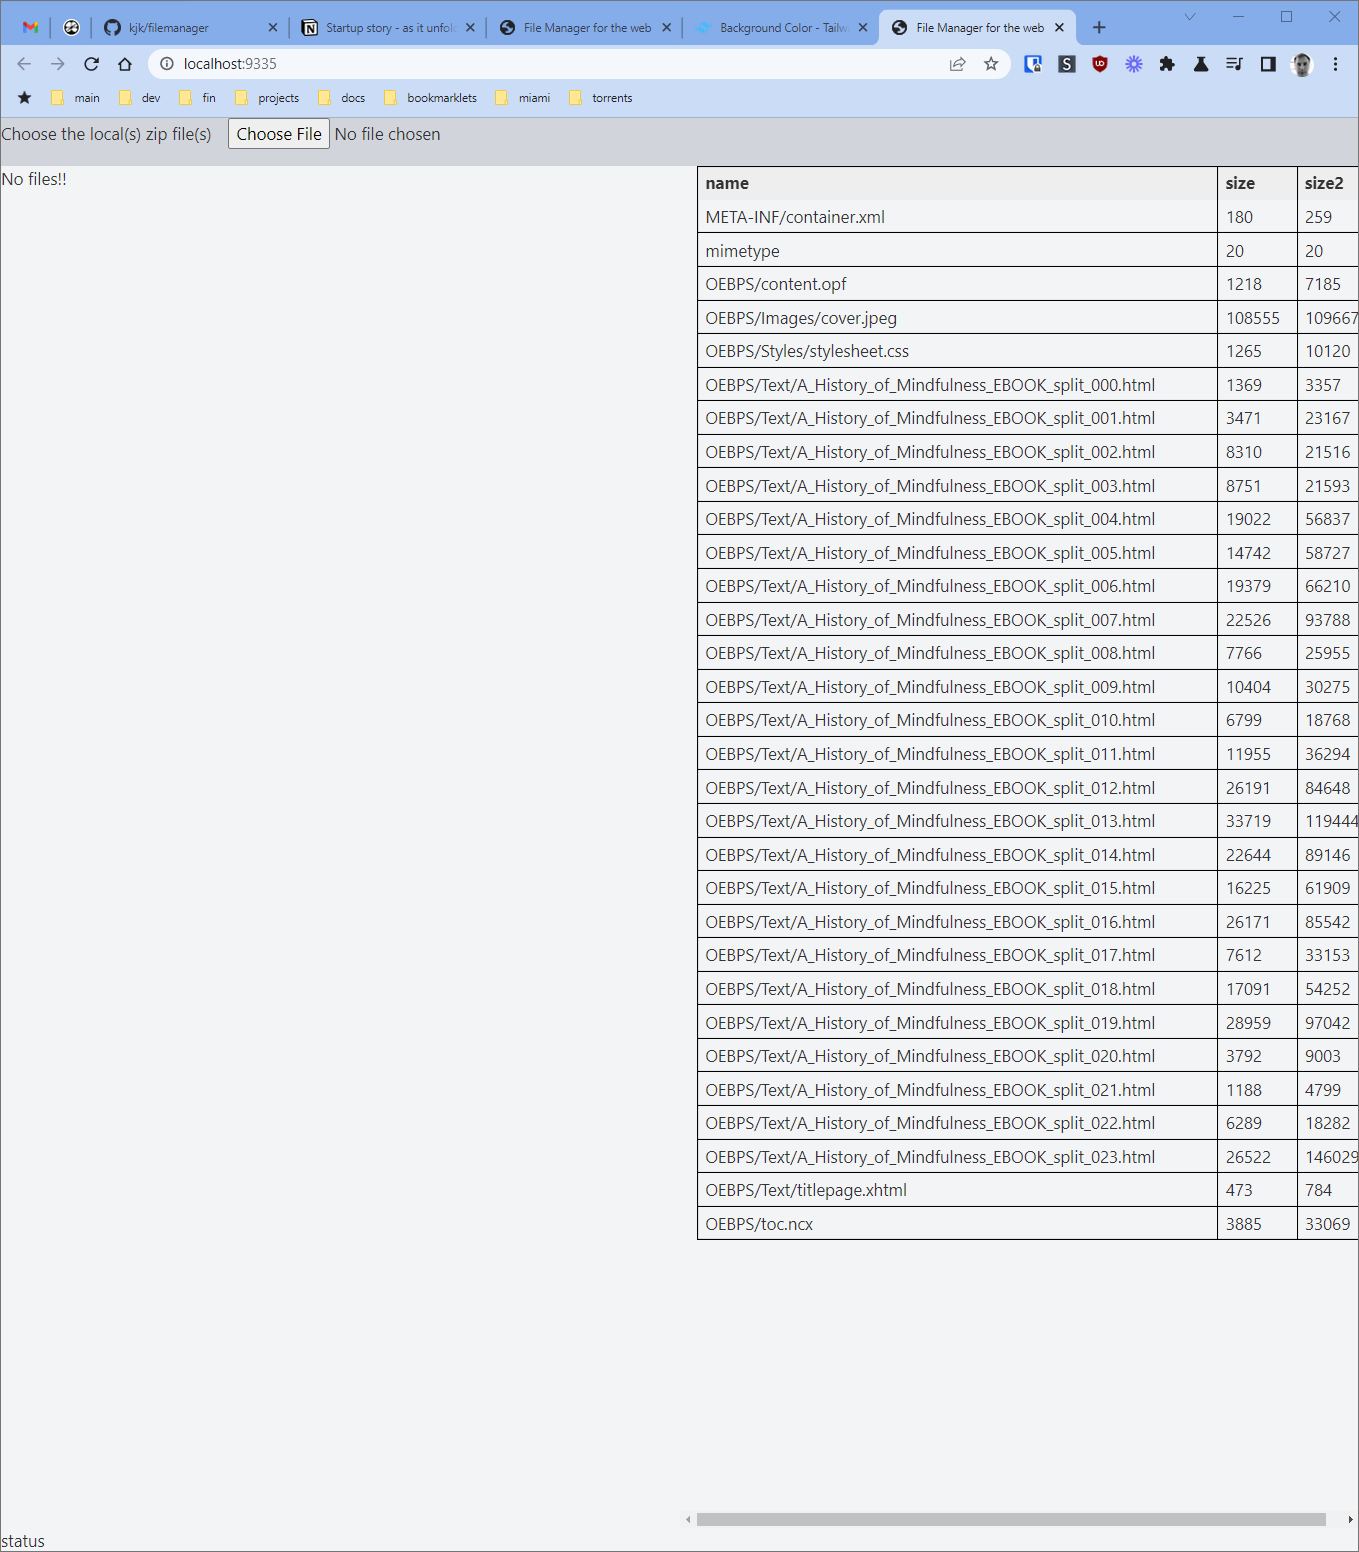 kjk/filemanager
Startup story - as it unfol
File Manager for the web
Background Color - Tailw
File Manager for the web
localhost:9335
main
dev
fin
projects
docs
bookmarklets
miami
torrents
Choose the local(s) zip file(s) Choose File No file chosen
No files!!
name size size2
META-INF/container.xml 180 259
mimetype 20 20
OEBPS/content.opf 1218 7185
OEBPS/Images/cover.jpeg 108555 109667
OEBPS/Styles/stylesheet.css 1265 10120
OEBPS/Text/A_History_of_Mindfulness_EBOOK_split_000.html 1369 3357
OEBPS/Text/A_History_of_Mindfulness_EBOOK_split_001.html 3471 23167
OEBPS/Text/A_History_of_Mindfulness_EBOOK_split_002.html 8310 21516
OEBPS/Text/A_History_of_Mindfulness_EBOOK_split_003.html 8751 21593
OEBPS/Text/A_History_of_Mindfulness_EBOOK_split_004.html 19022 56837
OEBPS/Text/A_History_of_Mindfulness_EBOOK_split_005.html 14742 58727
OEBPS/Text/A_History_of_Mindfulness_EBOOK_split_006.html 19379 66210
OEBPS/Text/A_History_of_Mindfulness_EBOOK_split_007.html 22526 93788
OEBPS/Text/A_History_of_Mindfulness_EBOOK_split_008.html 7766 25955
OEBPS/Text/A_History_of_Mindfulness_EBOOK_split_009.html 10404 30275
OEBPS/Text/A_History_of_Mindfulness_EBOOK_split_010.html 6799 18768
OEBPS/Text/A_History_of_Mindfulness_EBOOK_split_011.html 11955 36294
OEBPS/Text/A_History_of_Mindfulness_EBOOK_split_012.html 26191 84648
OEBPS/Text/A_History_of_Mindfulness_EBOOK_split_013.html 33719 119444
OEBPS/Text/A_History_of_Mindfulness_EBOOK_split_014.html 22644 89146
OEBPS/Text/A_History_of_Mindfulness_EBOOK_split_015.html 16225 61909
OEBPS/Text/A_History_of_Mindfulness_EBOOK_split_016.html 26171 85542
OEBPS/Text/A_History_of_Mindfulness_EBOOK_split_017.html 7612 33153
OEBPS/Text/A_History_of_Mindfulness_EBOOK_split_018.html 17091 54252
OEBPS/Text/A_History_of_Mindfulness_EBOOK_split_019.html 28959 97042
OEBPS/Text/A_History_of_Mindfulness_EBOOK_split_020.html 3792 9003
OEBPS/Text/A_History_of_Mindfulness_EBOOK_split_021.html 1188 4799
OEBPS/Text/A_History_of_Mindfulness_EBOOK_split_022.html 6289 18282
OEBPS/Text/A_History_of_Mindfulness_EBOOK_split_023.html 26522 146029
OEBPS/Text/titlepage.xhtml 473 784
OEBPS/toc.ncx 3885 33069
status